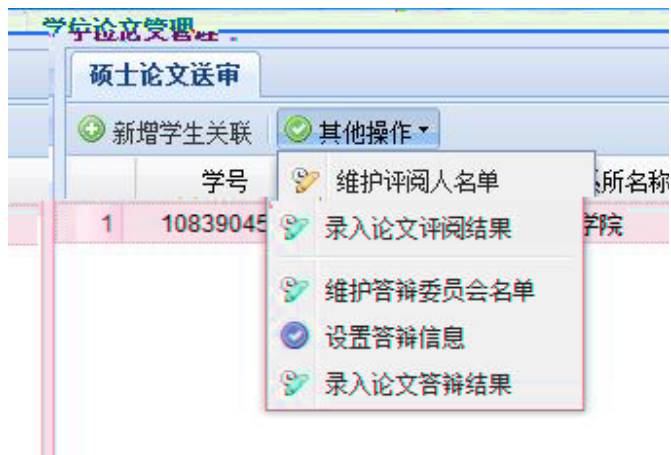 学位论文管理
硕士论文送审
新增学生关联 其他操作
学号 系所名称
1 10839045 学院
维护评阅人名单
录入论文评阅结果
维护答辩委员会名单
设置答辩信息
录入论文答辩结果